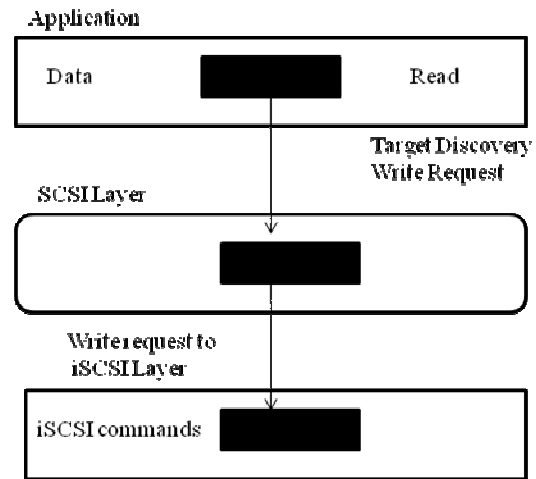 Application
Data Read
Target Discovery
Write Request
SCSI Layer
Write request to
iSCSI Layer
iSCSI commands